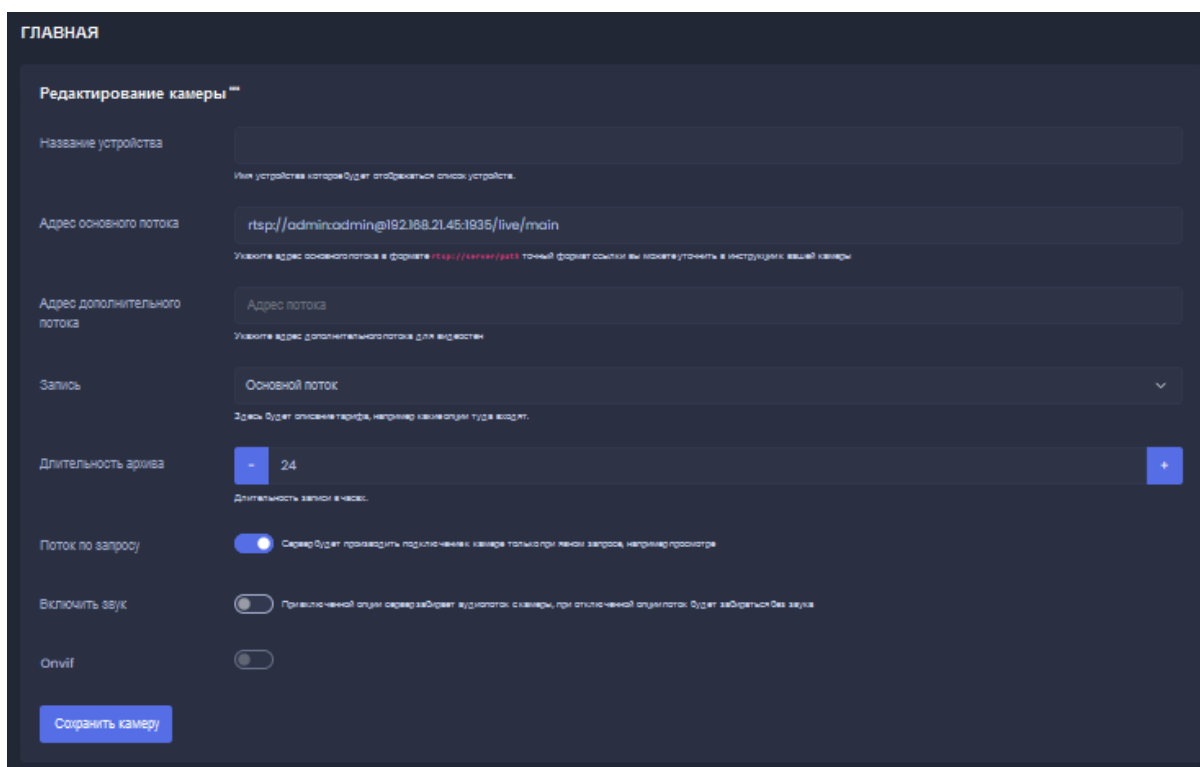 ГЛАВНАЯ
Редактирование камеры ""
Название устройства
Имя устройства которое будет отображаться список устройств.
Адрес основного потока
rtsp://admin:admin@192.168.21.45:1935/live/main
Укажите адрес основного потока в формате rtsp://server/path точный формат ссылки вы можете уточнить в инструкции к вашей камеры
Адрес дополнительного
потока
Адрес потока
Укажите адрес дополнительного потока для видеостен
Запись
Основной поток
Здесь будет описание тарифа, например какие опции туда входят.
Длительность архива
-
24
+
Длительность записи в часах.
Поток по запросу
Сервер будет производить подключение к камере только при явном запросе, например просмотре
Включить звук
При включенной опции сервер забирает аудиопоток с камеры, при отключенной опции поток будет забираться без звука
Onvif
Сохранить камеру